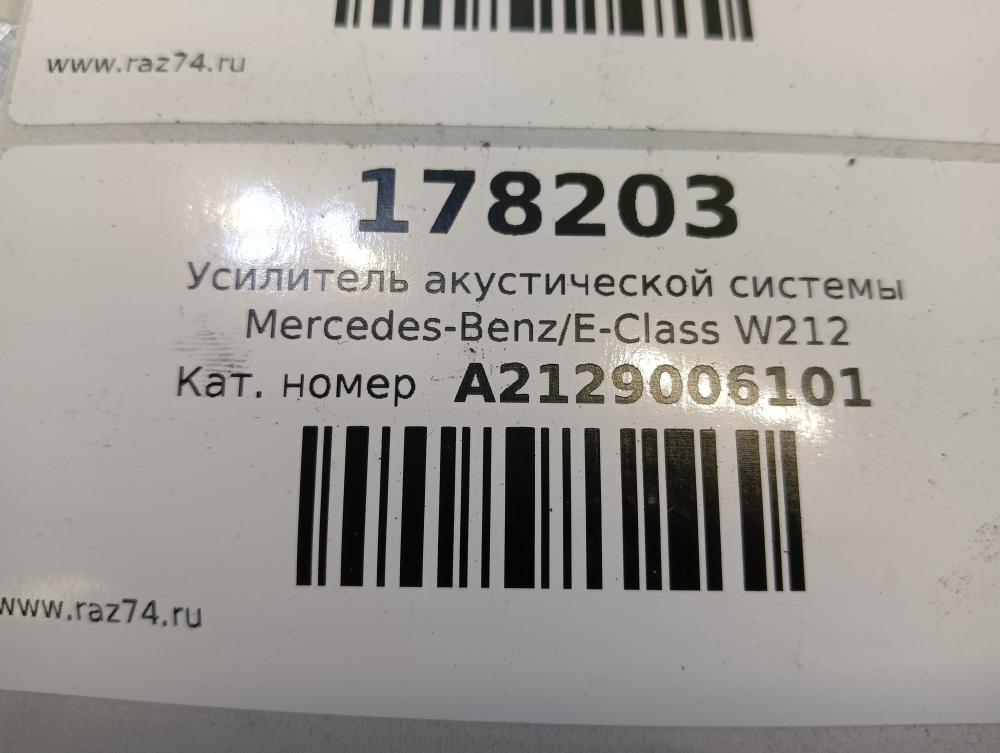 www.raz74.ru
178203
Усилитель акустической системы
Mercedes-Benz/E-Class W212
Кат. номер A2129006101
www.raz74.ru